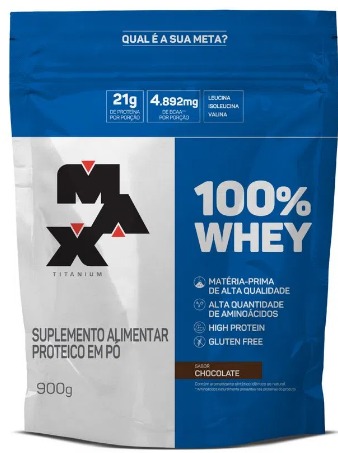 QUAL É A SUA META?
21g
DE PROTEÍNA
POR PORÇÃO
4.892mg
DE BCAA**
POR PORÇÃO
LEUCINA
ISOLEUCINA
VALINA
MAX
TITANIUM
100%
WHEY
MATÉRIA-PRIMA
DE ALTA QUALIDADE
ALTA QUANTIDADE
DE AMINOÁCIDOS
HIGH PROTEIN
GLUTEN FREE
SUPLEMENTO ALIMENTAR
PROTEICO EM PÓ
900g
SABOR
CHOCOLATE